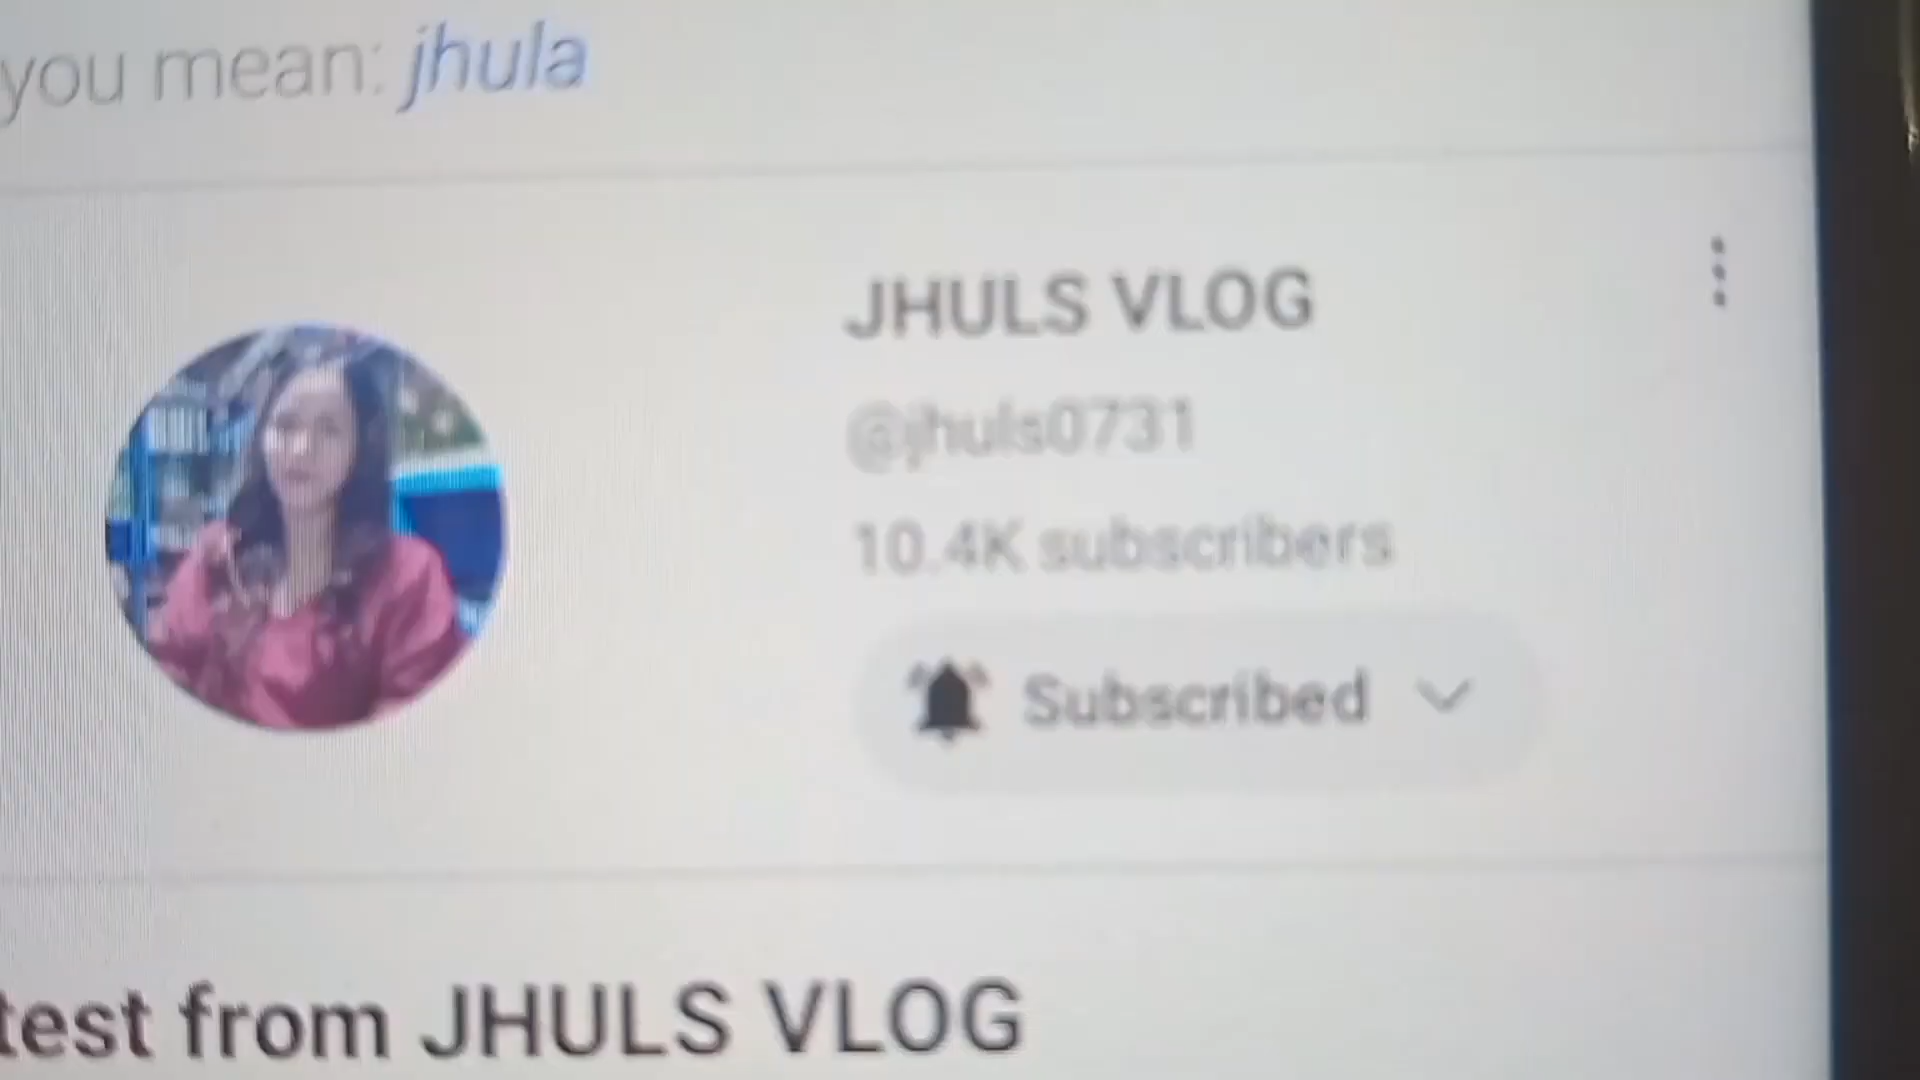 you mean: jhula
JHULS VLOG
@jhuls0731
10.4K subscribers
Subscribed
test from JHULS VLOG